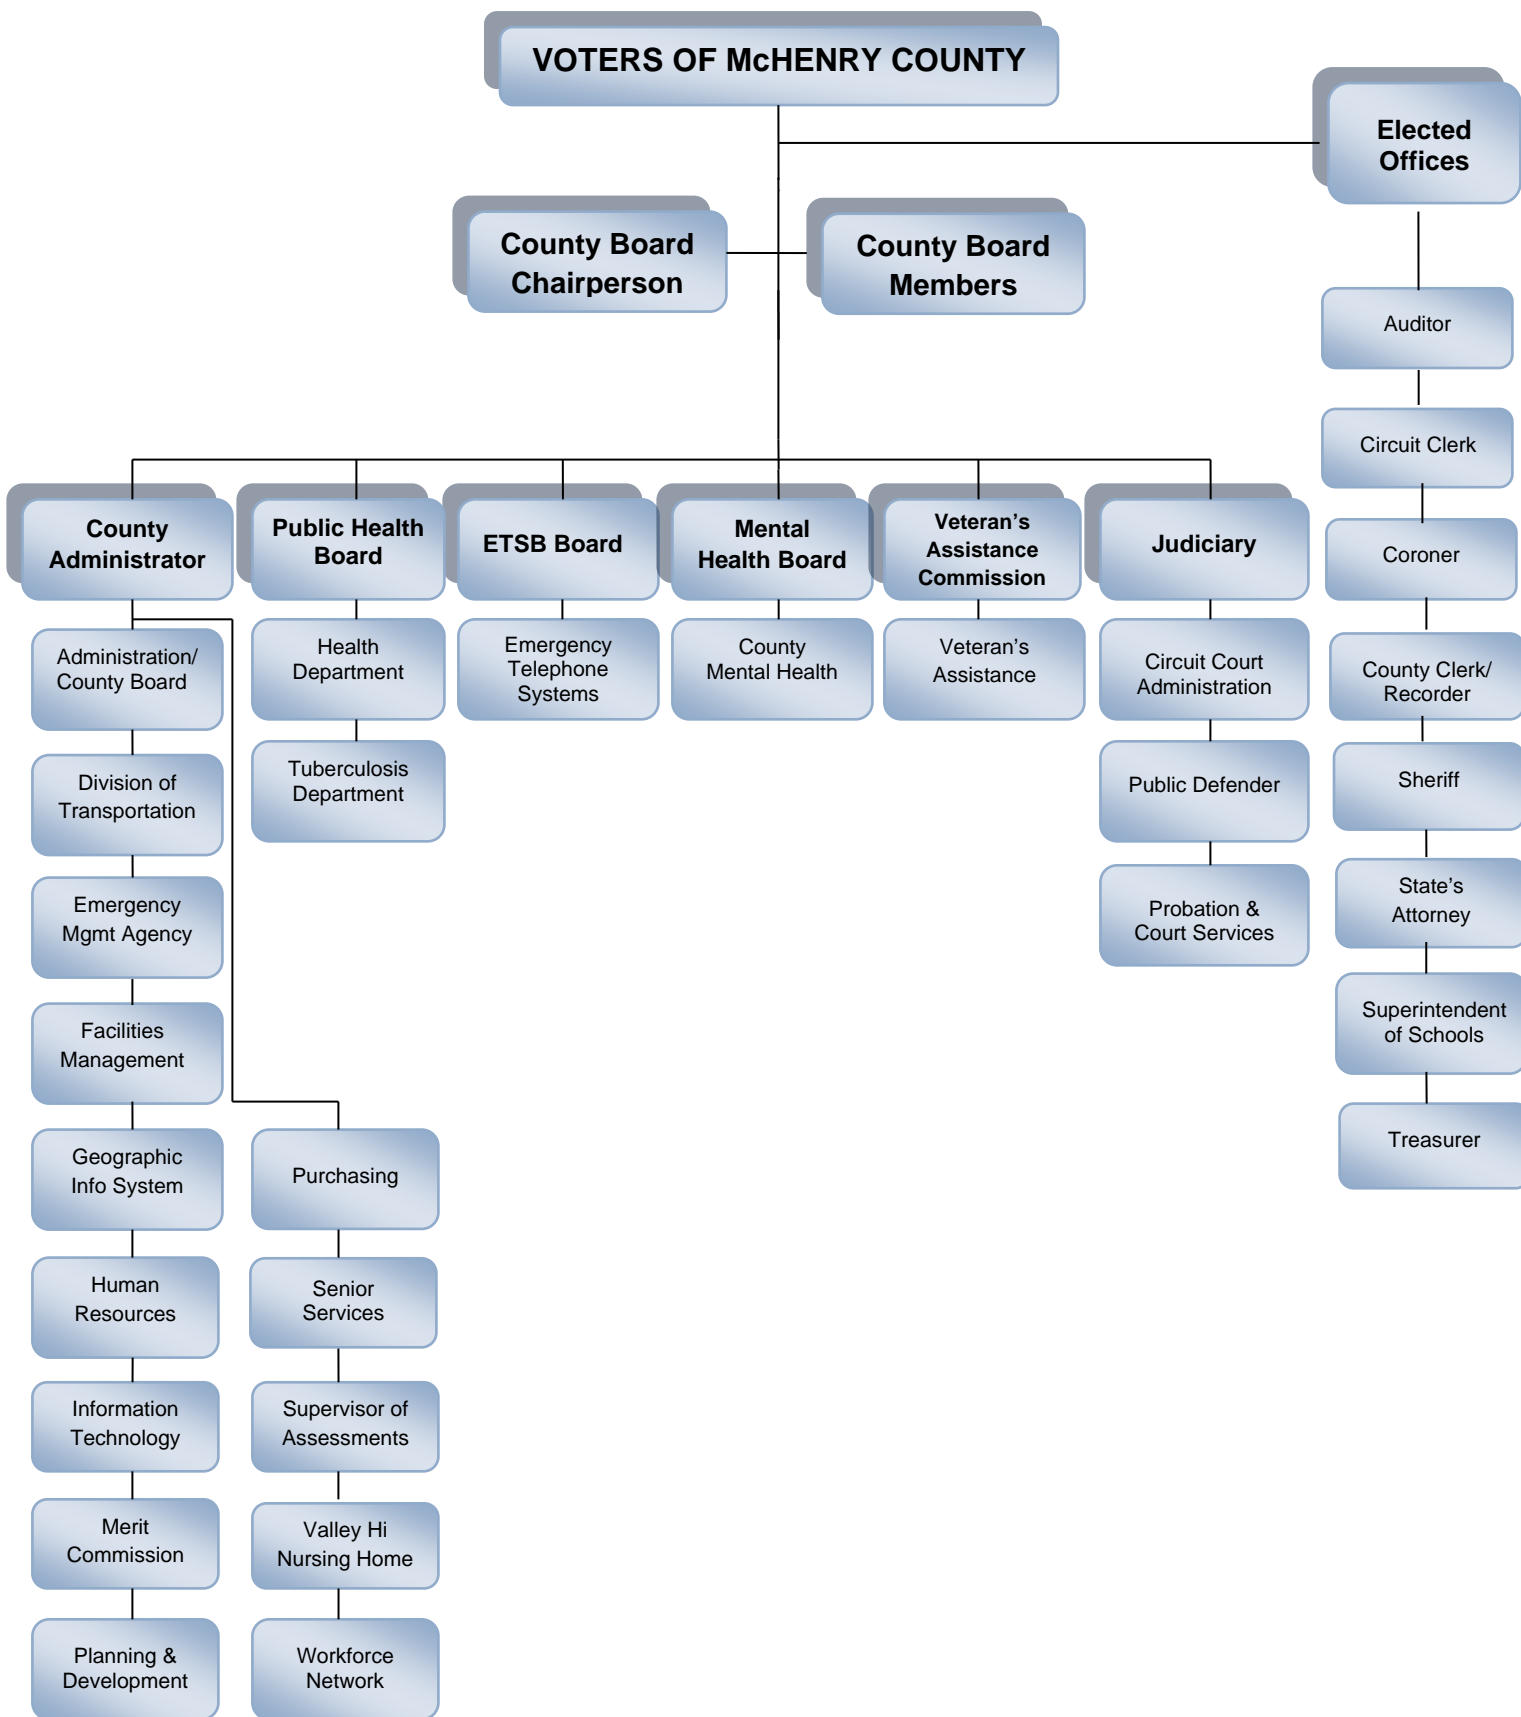 VOTERS OF McHENRY COUNTY
Elected
Offices
County Board
Chairperson
County Board
Members
Auditor
Circuit Clerk
Coroner
County Clerk/
Recorder
Sheriff
State's
Attorney
Superintendent
of Schools
Treasurer
County
Administrator
Public Health
Board
ETSB Board
Mental
Health Board
Veteran’s
Assistance
Commission
Judiciary
Administration/
County Board
Division of
Transportation
Emergency
Mgmt Agency
Facilities
Management
Geographic
Info System
Human
Resources
Information
Technology
Merit
Commission
Planning &
Development
Purchasing
Senior
Services
Supervisor of
Assessments
Valley Hi
Nursing Home
Workforce
Network
Health
Department
Tuberculosis
Department
Emergency
Telephone
Systems
County
Mental Health
Veteran’s
Assistance
Circuit Court
Administration
Public Defender
Probation &
Court Services